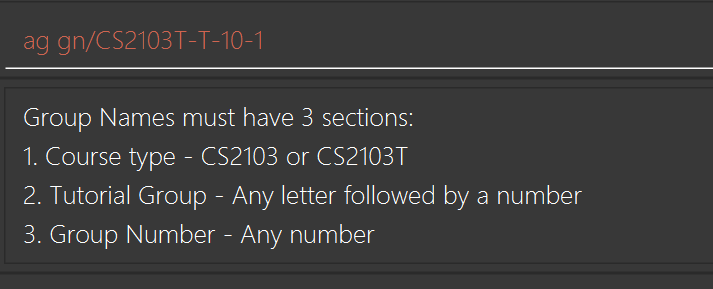 ag gn/CS2103T-T-10-1
Group Names must have 3 sections:
1. Course type - CS2103 or CS2103T
2. Tutorial Group - Any letter followed by a number
3. Group Number - Any number